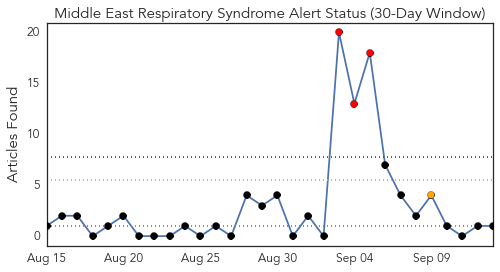 Middle East Respiratory Syndrome Alert Status (30-Day Window)
Articles Found
20
15
10
5
0
Aug 15
Aug 20
Aug 25
Aug 30
Sep 04
Sep 09